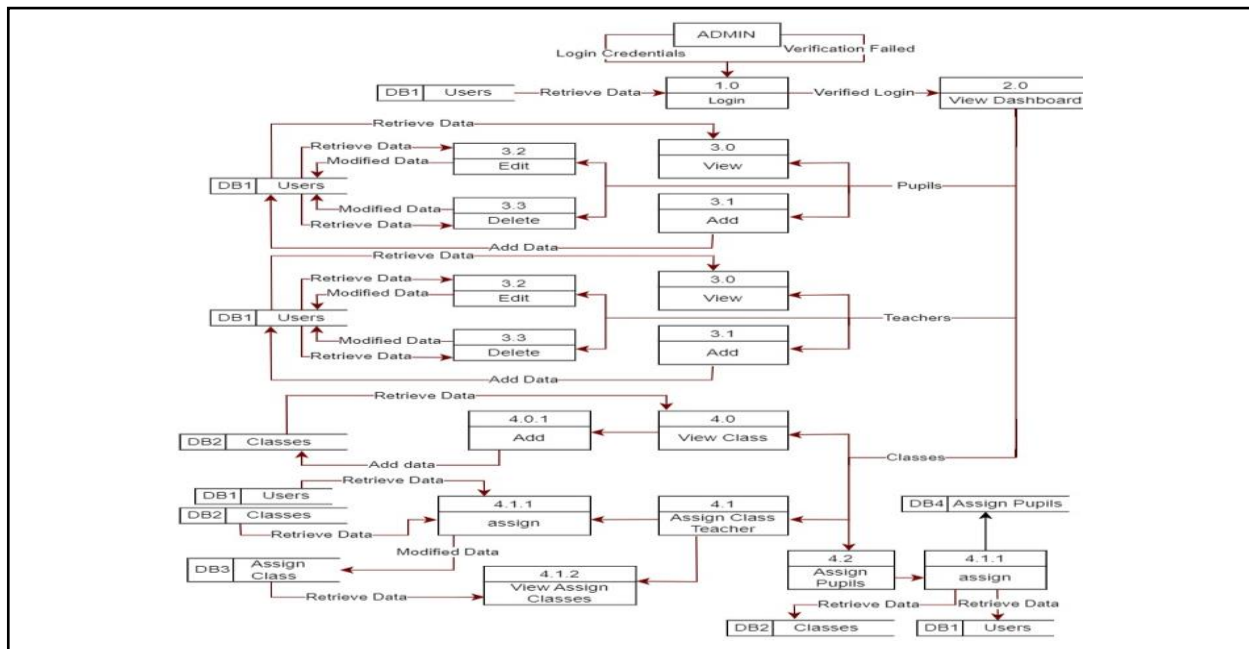 ADMIN
Login Credentials
Verification Failed
DB1 Users
Retrieve Data
1.0
Login
Verified Login
2.0
View Dashboard
Retrieve Data
Retrieve Data
Modified Data
3.2
Edit
3.0
View
DB1 Users
Pupils
Modified Data
Retrieve Data
3.3
Delete
3.1
Add
Add Data
Retrieve Data
Retrieve Data
Modified Data
3.2
Edit
3.0
View
DB1 Users
Teachers
Modified Data
Retrieve Data
3.3
Delete
3.1
Add
Add Data
Retrieve Data
4.0.1
Add
4.0
View Class
DB2 Classes
Add data
Classes
Retrieve Data
DB1 Users
DB2 Classes
Retrieve Data
4.1.1
assign
4.1
Assign Class
Teacher
DB4 Assign Pupils
Modified Data
DB3 Assign
Class
Retrieve Data
4.1.2
View Assign
Classes
4.2
Assign
Pupils
4.1.1
assign
Retrieve Data
Retrieve Data
DB2 Classes
DB1 Users